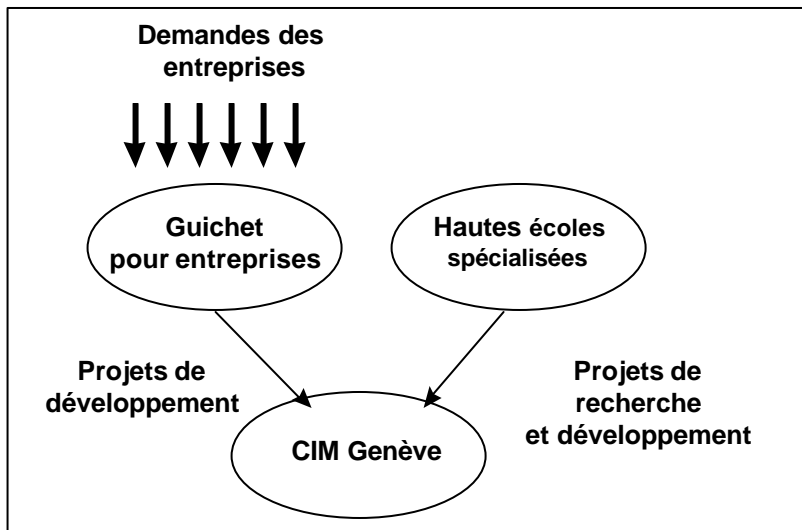 Demandes des
entreprises
Guichet
pour entreprises
Hautes écoles
spécialisées
Projets de
développement
Projets de
recherche
et développement
CIM Genève